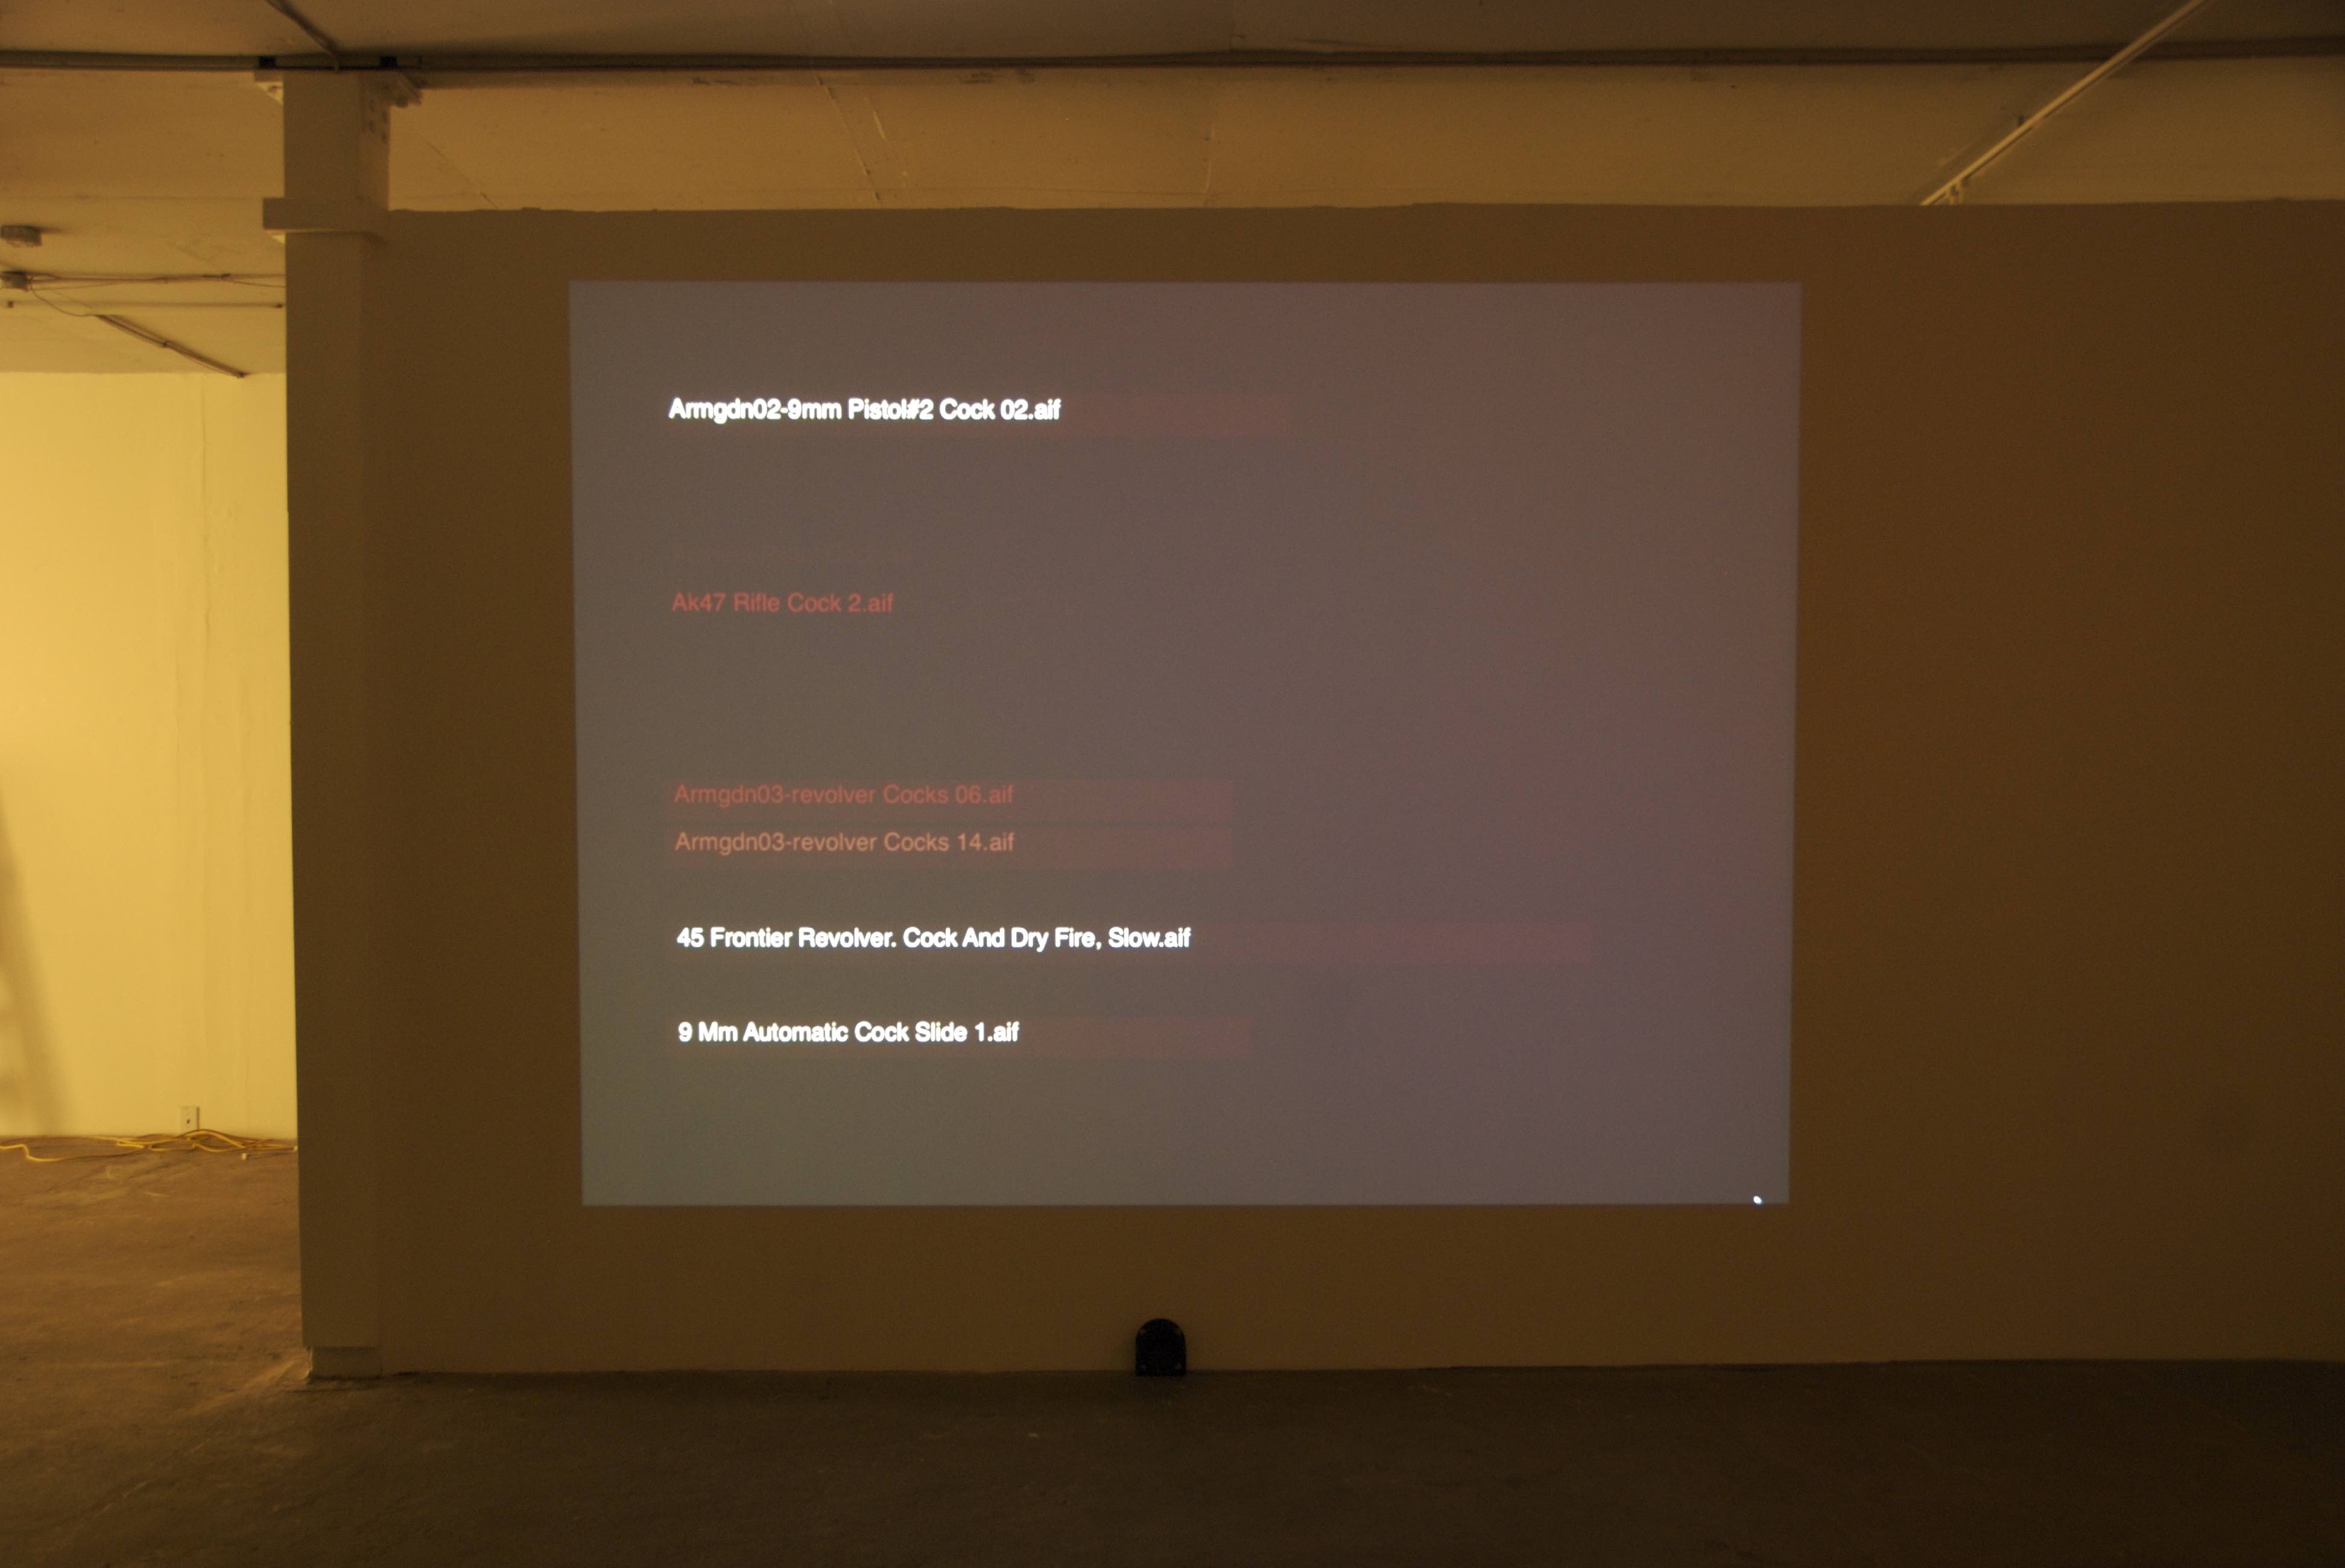 Armgdn02-9mm Pistol#2 Cock 02.aif
Ak47 Rifle Cock 2.aif
Armgdn03-revolver Cocks 06.aif
Armgdn03-revolver Cocks 14.aif
45 Frontier Revolver. Cock And Dry Fire, Slow.aif
9 Mm Automatic Cock Slide 1.aif